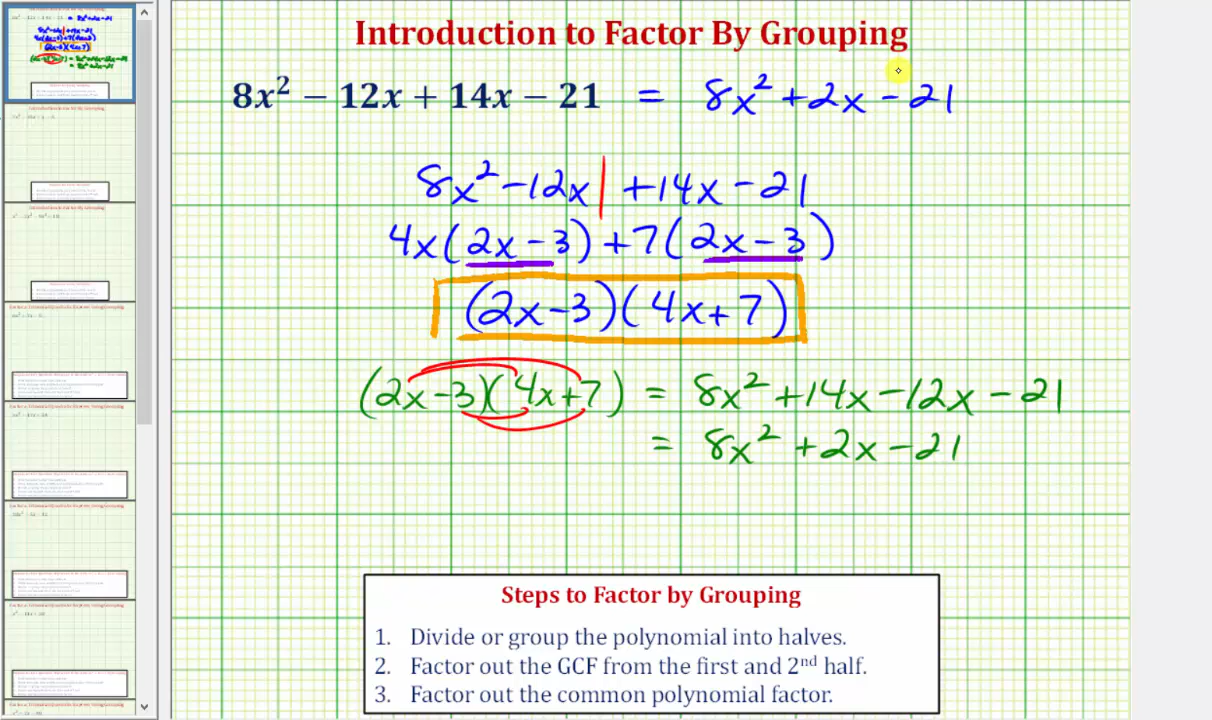 Introduction to Factor By Grouping
8x² − 12x + 14x − 21 = 8x² + 2x − 21
8x² − 12x | + 14x − 21
4x(2x − 3) + 7(2x − 3)
(2x − 3)(4x + 7)
(2x − 3)(4x + 7) = 8x² + 14x − 12x − 21
= 8x² + 2x − 21
Steps to Factor by Grouping
1. Divide or group the polynomial into halves.
2. Factor out the GCF from the first and 2ⁿᵈ half.
3. Factor out the common polynomial factor.